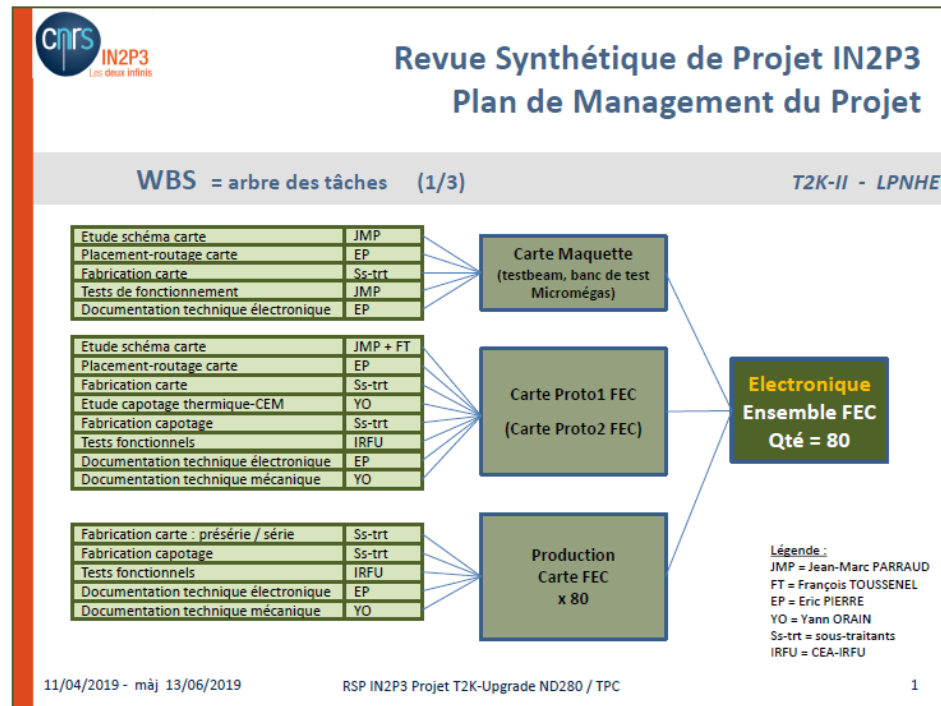 cnrs
IN2P3
Les deux infinis
Revue Synthétique de Projet IN2P3
Plan de Management du Projet
WBS = arbre des tâches (1/3)
T2K-II - LPNHE
Etude schéma carte JMP
Placement-routage carte EP
Fabrication carte Ss-trt
Tests de fonctionnement JMP
Documentation technique électronique EP
Carte Maquette
(testbeam, banc de test
Micromégas)
Etude schéma carte JMP + FT
Placement-routage carte EP
Fabrication carte Ss-trt
Etude capotage thermique-CEM YO
Fabrication capotage Ss-trt
Tests fonctionnels IRFU
Documentation technique électronique EP
Documentation technique mécanique YO
Carte Proto1 FEC
(Carte Proto2 FEC)
Electronique
Ensemble FEC
Qté = 80
Fabrication carte : présérie / série Ss-trt
Fabrication capotage Ss-trt
Tests fonctionnels IRFU
Documentation technique électronique EP
Documentation technique mécanique YO
Production
Carte FEC
x 80
Légende :
JMP = Jean-Marc PARRAUD
FT = François TOUSSENEL
EP = Eric PIERRE
YO = Yann ORAIN
Ss-trt = sous-traitants
IRFU = CEA-IRFU
11/04/2019 - màj 13/06/2019
RSP IN2P3 Projet T2K-Upgrade ND280 / TPC
1